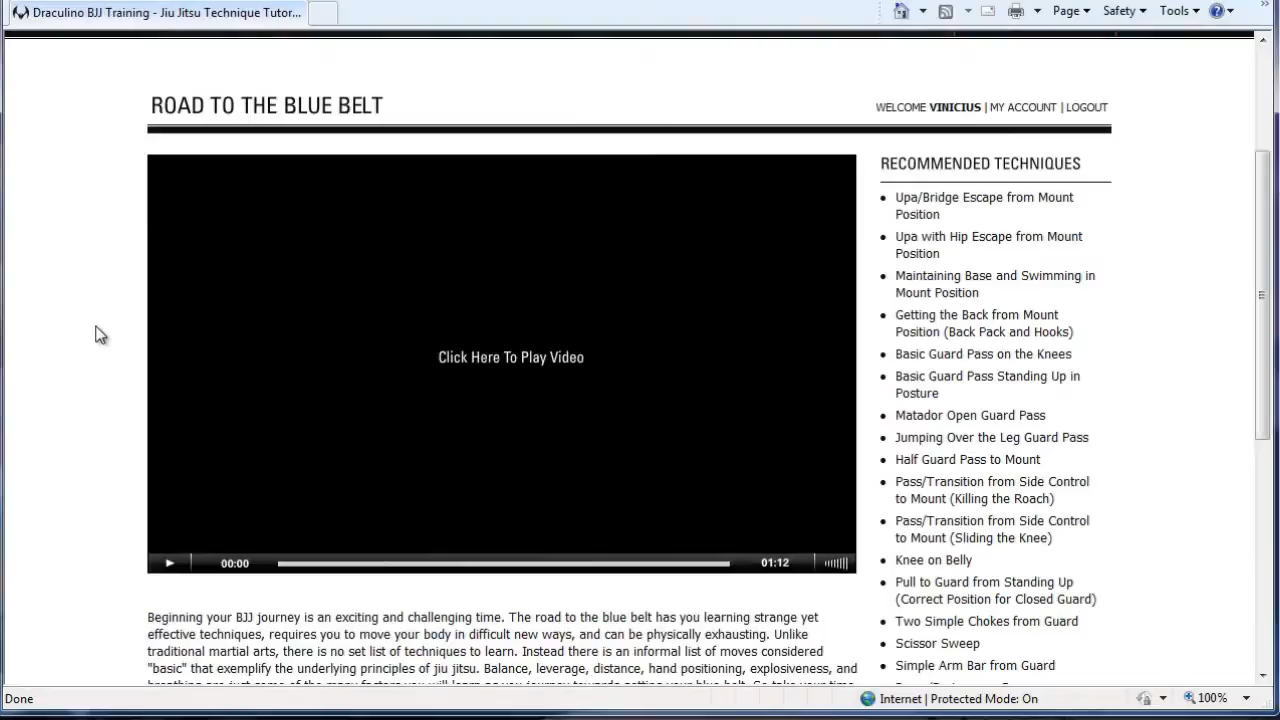 Draculino BJJ Training - Jiu Jitsu Technique Tutor...
Page
Safety
Tools
ROAD TO THE BLUE BELT
WELCOME VINICIUS | MY ACCOUNT | LOGOUT
Click Here To Play Video
00:00
01:12
RECOMMENDED TECHNIQUES
Upa/Bridge Escape from Mount
Position
Upa with Hip Escape from Mount
Position
Maintaining Base and Swimming in
Mount Position
Getting the Back from Mount
Position (Back Pack and Hooks)
Basic Guard Pass on the Knees
Basic Guard Pass Standing Up in
Posture
Matador Open Guard Pass
Jumping Over the Leg Guard Pass
Half Guard Pass to Mount
Pass/Transition from Side Control
to Mount (Killing the Roach)
Pass/Transition from Side Control
to Mount (Sliding the Knee)
Knee on Belly
Pull to Guard from Standing Up
(Correct Position for Closed Guard)
Two Simple Chokes from Guard
Scissor Sweep
Simple Arm Bar from Guard
Beginning your BJJ journey is an exciting and challenging time. The road to the blue belt has you learning strange yet
effective techniques, requires you to move your body in difficult new ways, and can be physically exhausting. Unlike
traditional martial arts, there is no set list of techniques to learn. Instead there is an informal list of moves considered
"basic" that exemplify the underlying principles of jiu jitsu. Balance, leverage, distance, hand positioning, explosiveness, and
Done
Internet | Protected Mode: On
100%